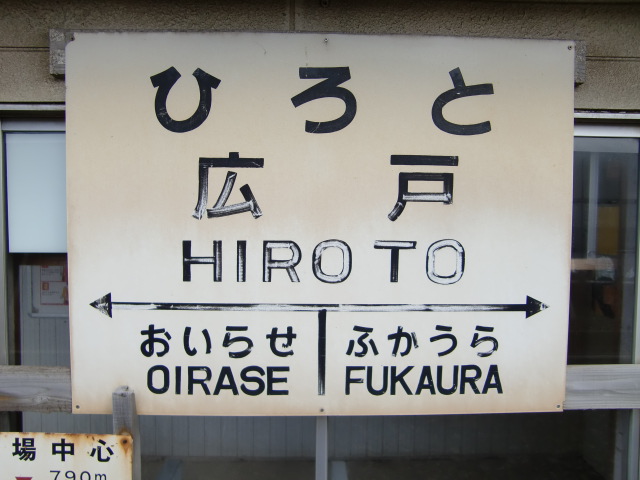 ひろと
広戸
HIROTO
おいらせ ふかうら
OIRASE FUKAURA
場中心
790m